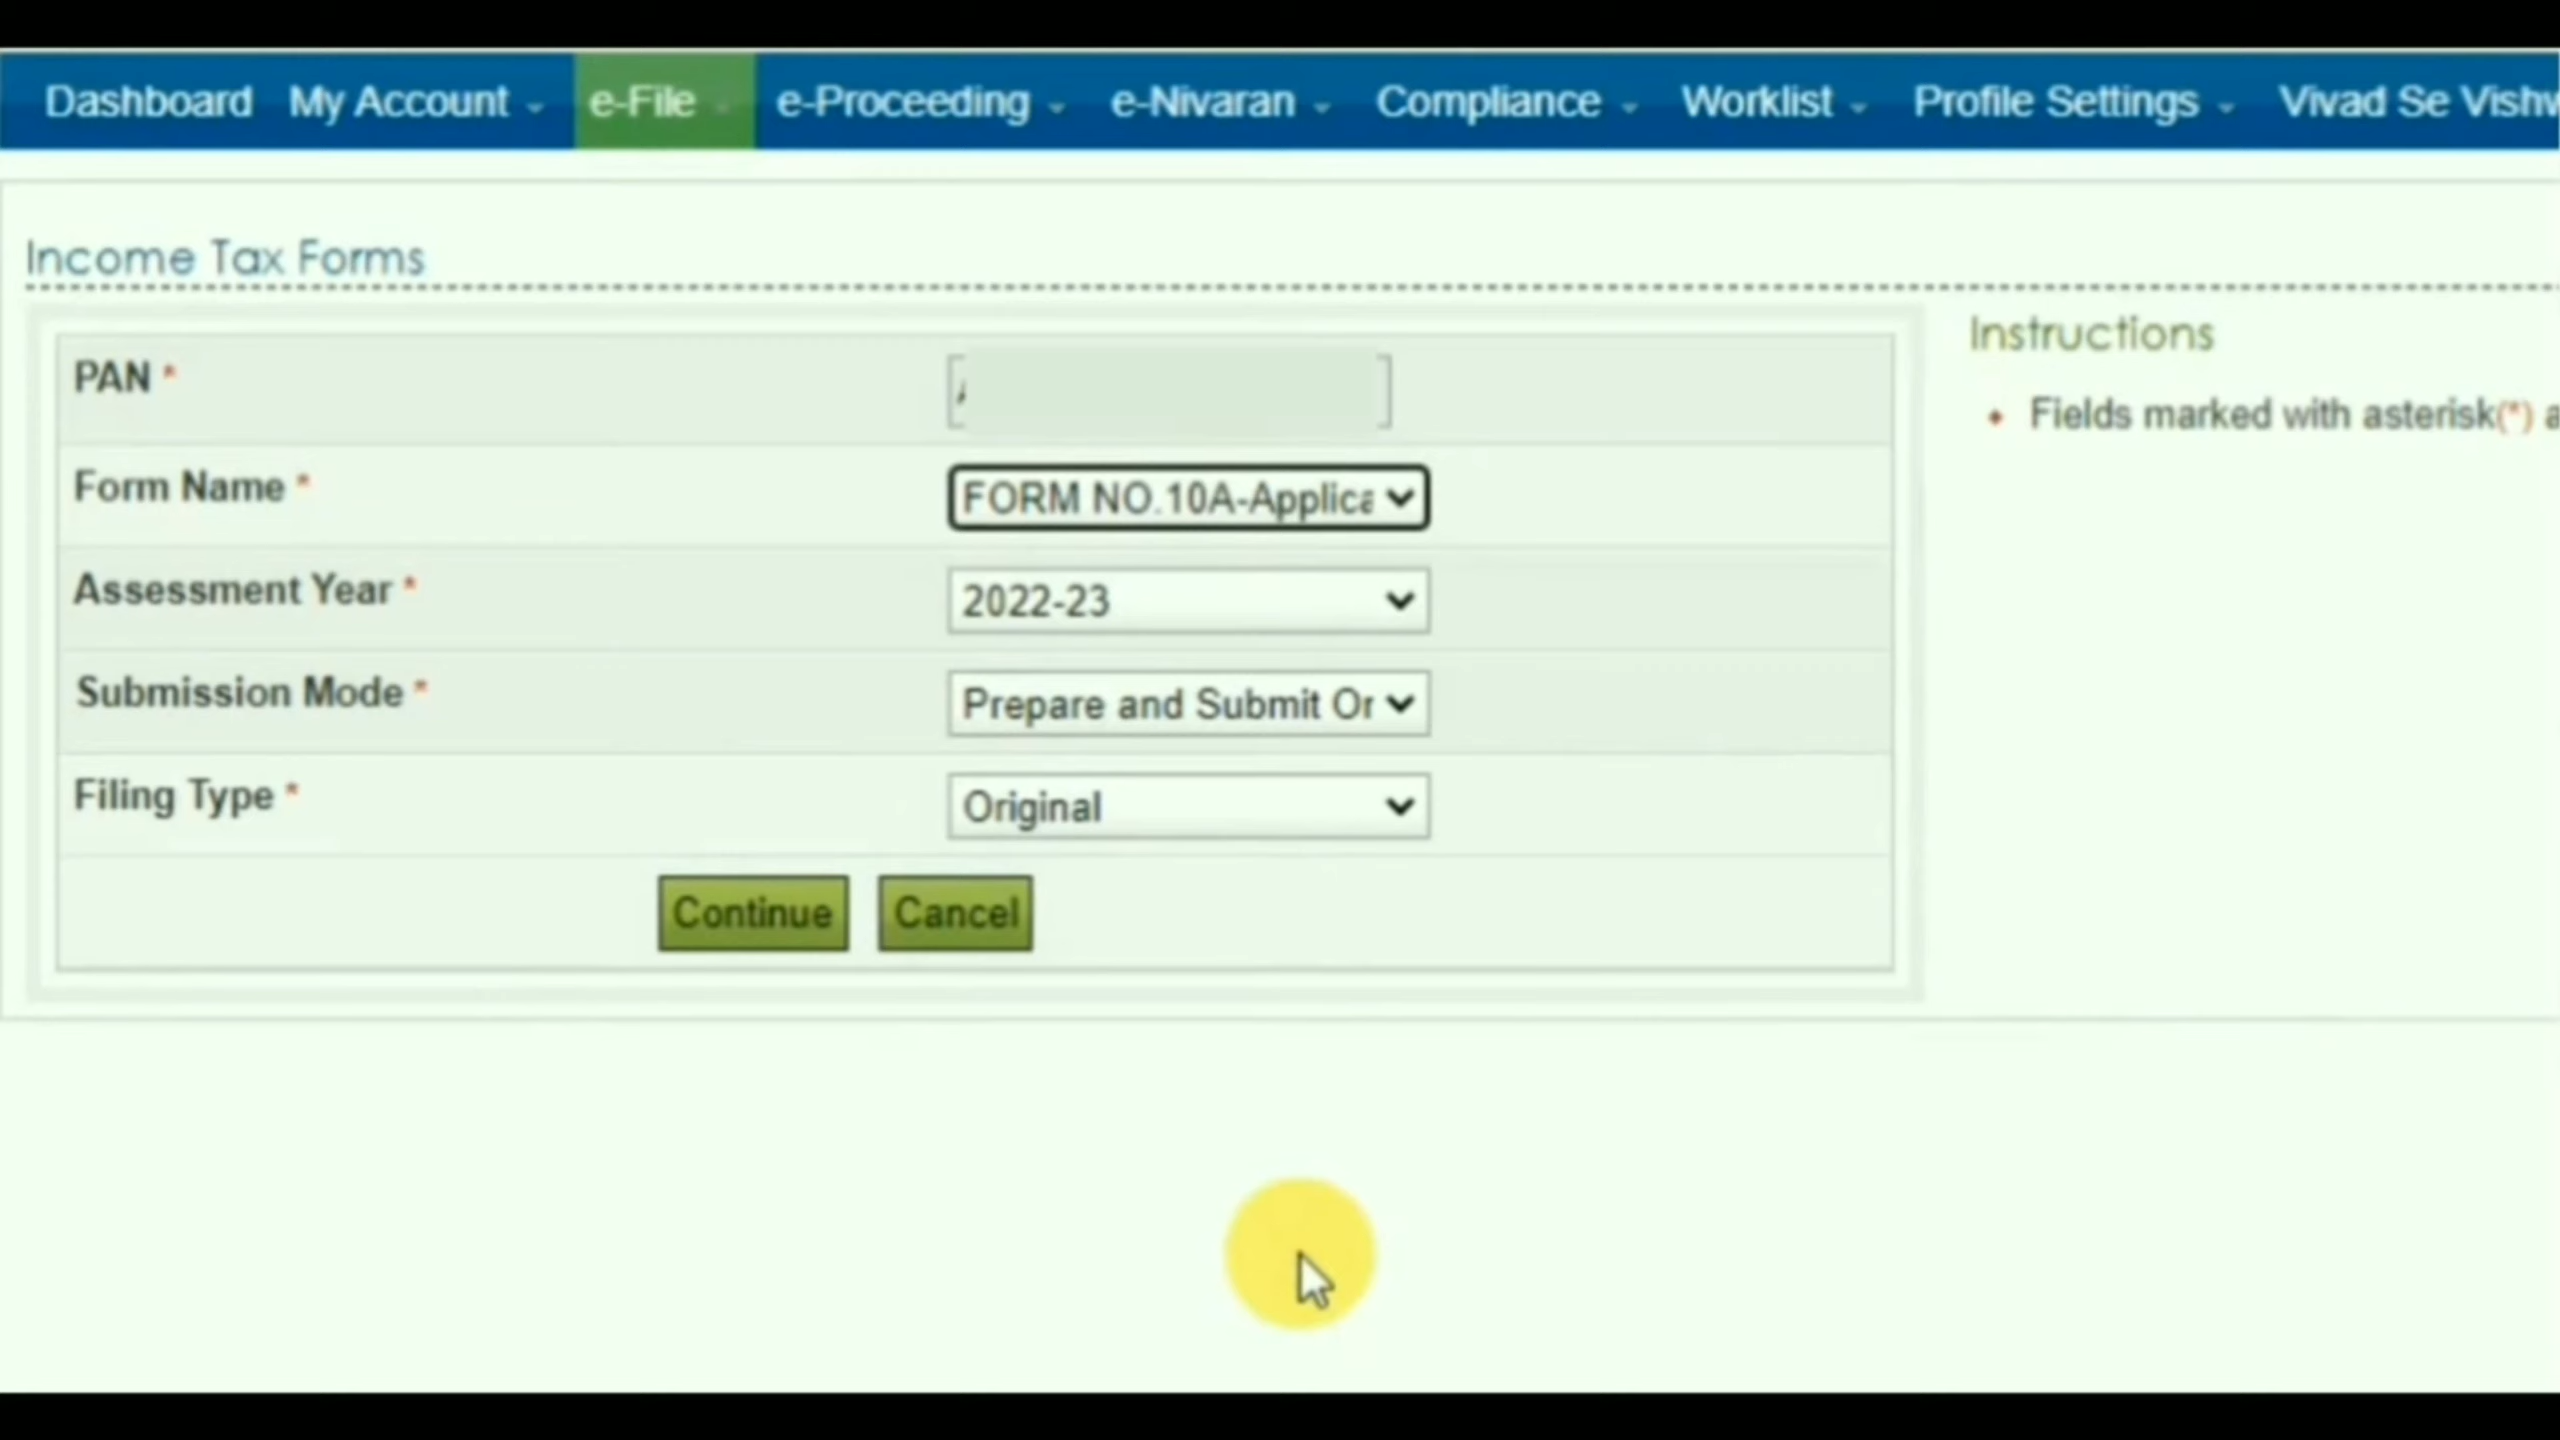 Dashboard My Account e-File e-Proceeding e-Nivaran Compliance Worklist Profile Settings Vivad Se Vishw
Income Tax Forms
Instructions
PAN *
Fields marked with asterisk(*) a
Form Name * FORM NO.10A-Applica
Assessment Year * 2022-23
Submission Mode * Prepare and Submit On
Filing Type * Original
Continue Cancel